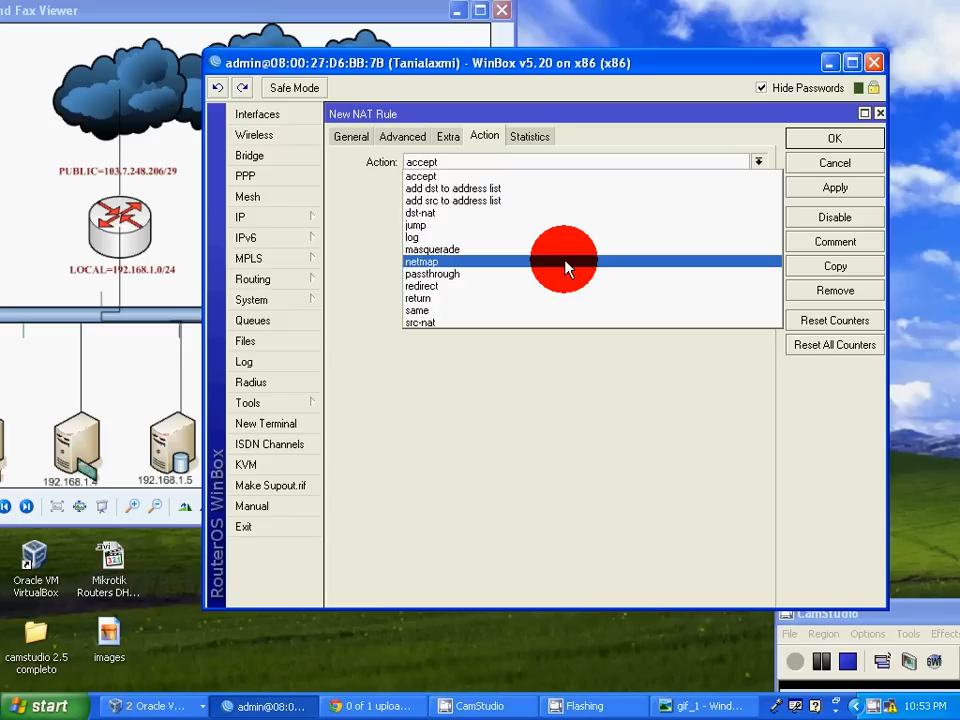 nd Fax Viewer
PUBLIC=103.7.248.206/29
LOCAL=192.168.1.0/24
192.168.1.4
192.168.1.5
admin@08:00:27:D6:BB:7B (Tanialaxmi) - WinBox v5.20 on x86 (x86)
Safe Mode
Hide Passwords
RouterOS WinBox
Interfaces
Wireless
Bridge
PPP
Mesh
IP
IPv6
MPLS
Routing
System
Queues
Files
Log
Radius
Tools
New Terminal
ISDN Channels
KVM
Make Supout.rif
Manual
Exit
New NAT Rule
General Advanced Extra Action Statistics
Action: accept
accept
add dst to address list
add src to address list
dst-nat
jump
log
masquerade
netmap
passthrough
redirect
return
same
src-nat
OK
Cancel
Apply
Disable
Comment
Copy
Remove
Reset Counters
Reset All Counters
Oracle VM
VirtualBox
avi
321
Mikrotik
Routers DH...
camstudio 2.5
completo
images
CamStudio
File Region Options Tools Effects
SWF
start
2 Oracle V...
admin@08:0...
0 of 1 uploa...
CamStudio
Flashing
gif_1 - Wind...
10:53 PM